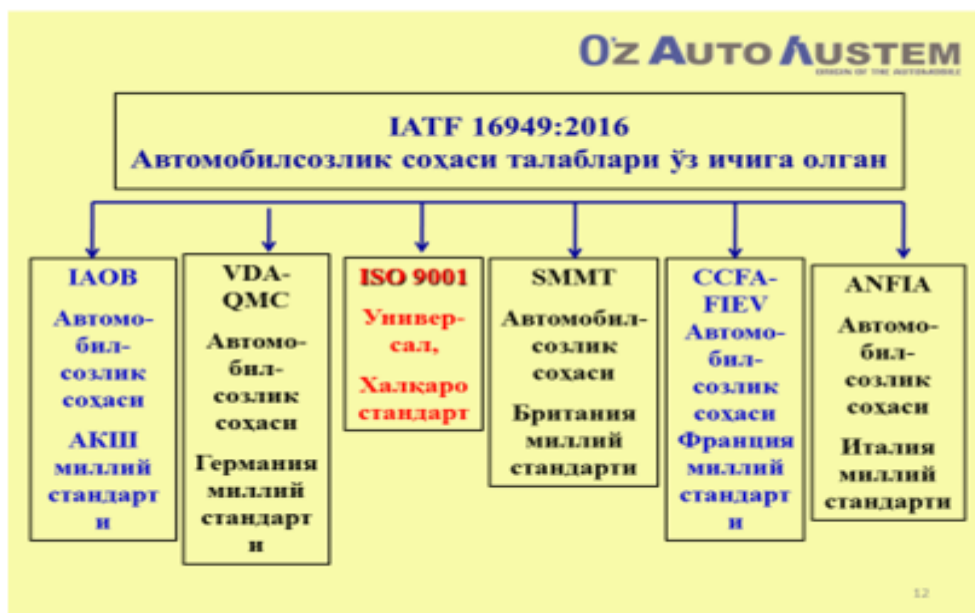 O'Z AUTO AUSTEM
ORIGIN OF THE AUTOMOBILE
IATF 16949:2016
Автомобилсозлик соҳаси талаблари ўз ичига олган
IAOB
Автомо-
бил-
созлик
соҳаси
АКШ
миллий
стандарт
и
VDA-
QMC
Автомо-
бил-
созлик
соҳаси
Германия
миллий
стандарт
и
ISO 9001
Универ-
сал,
Халқаро
стандарт
SMMT
Автомобил-
созлик
соҳаси
Британия
миллий
стандарти
CCFA-
FIEV
Автомо-
бил-
созлик
соҳаси
Франция
миллий
стандарт
и
ANFIA
Автомо-
бил-
созлик
соҳаси
Италия
миллий
стандарти
12